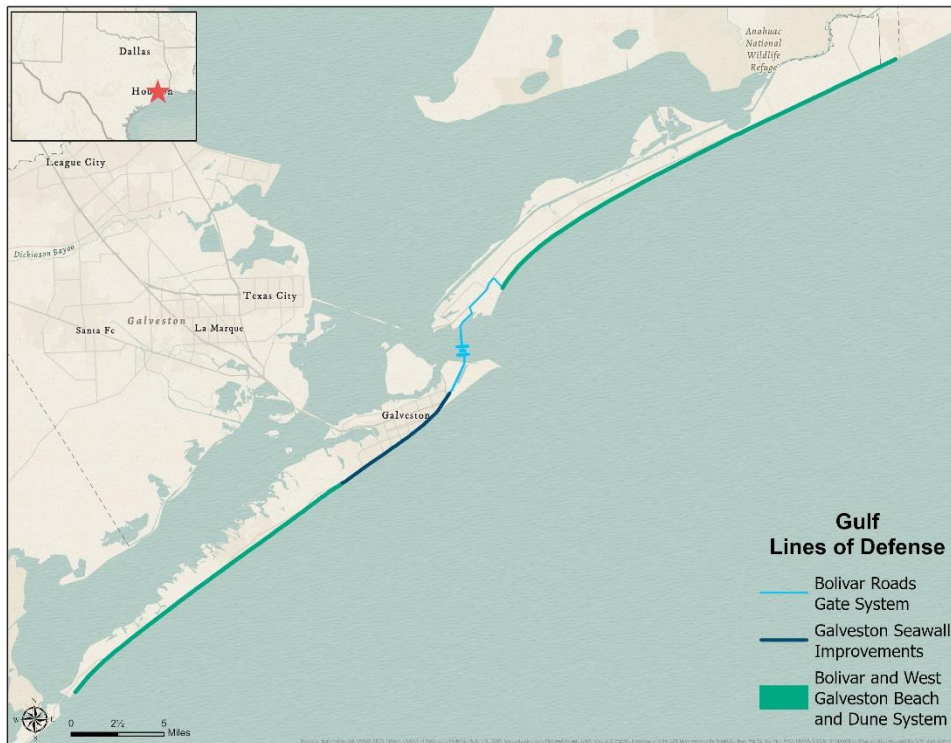 Dallas
Houston
Anahuac
National
Wildlife
Refuge
League City
Dickinson Bayou
Texas City
Galveston
Santa Fe
La Marque
Galveston
Gulf
Lines of Defense
Bolivar Roads
Gate System
Galveston Seawall
Improvements
Bolivar and West
Galveston Beach
and Dune System
W
E
S
0
2½
5
Miles